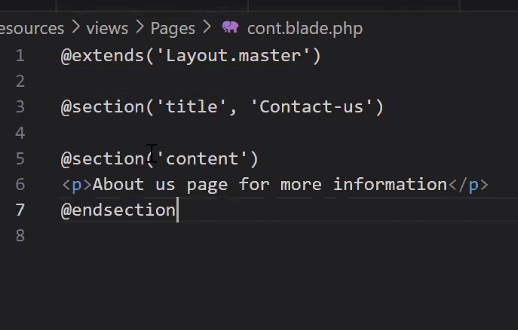 esources > views > Pages > cont.blade.php
1 @extends('Layout.master')
2
3 @section('title', 'Contact-us')
4
5 @section('content')
6 <p>About us page for more information</p>
7 @endsection
8